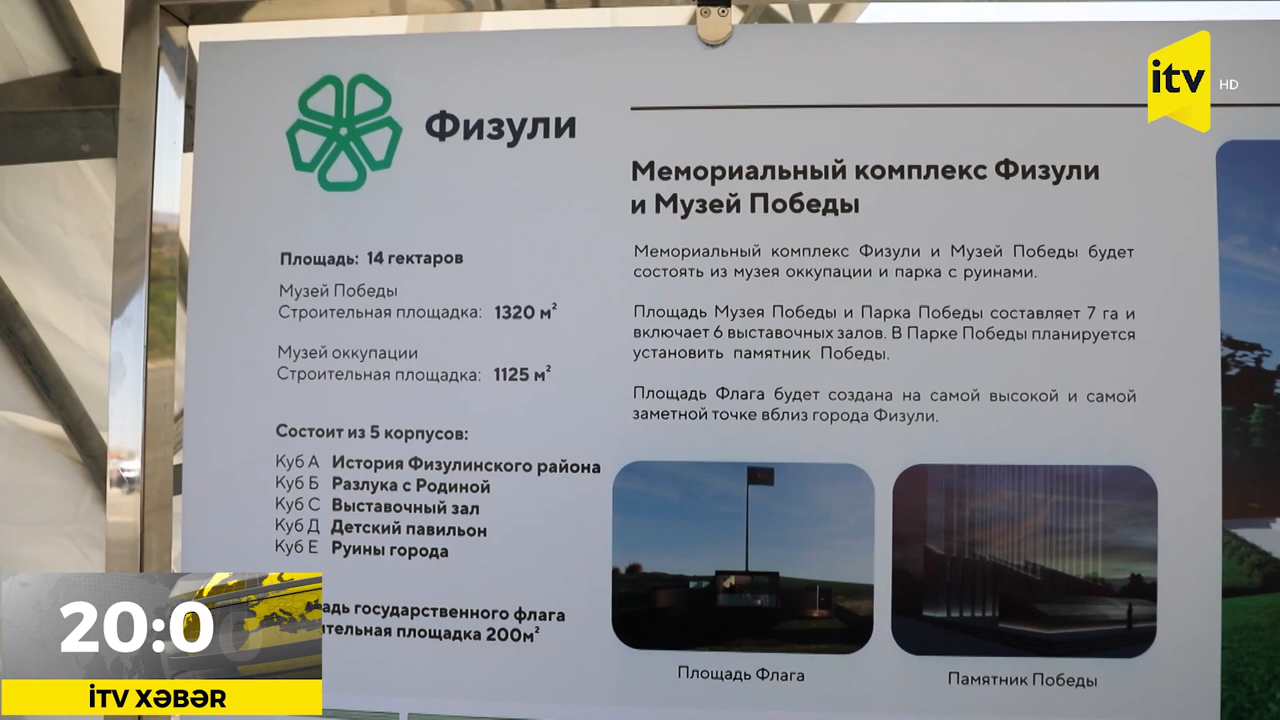 Физули
Площадь: 14 гектаров
Музей Победы
Строительная площадка: 1320 м²
Музей оккупации
Строительная площадка: 1125 м²
Состоит из 5 корпусов:
Куб А История Физулинского района
Куб Б Разлука с Родиной
Куб С Выставочный зал
Куб Д Детский павильон
Куб Е Руины города
государственного флага
площадка 200м²
Мемориальный комплекс Физули
и Музей Победы
Мемориальный комплекс Физули и Музей Победы будет
состоять из музея оккупации и парка с руинами.
Площадь Музея Победы и Парка Победы составляет 7 га и
включает 6 выставочных залов. В Парке Победы планируется
установить памятник Победы.
Площадь Флага будет создана на самой высокой и самой
заметной точке вблиз города Физули.
Площадь Флага
Памятник Победы
itv HD
20:0
İTV XƏBƏR